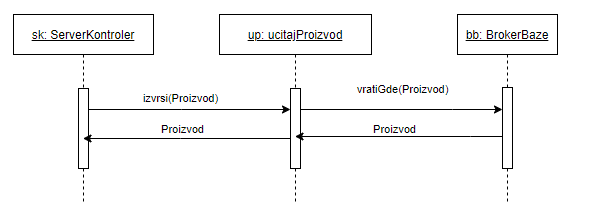 sk: ServerKontroler
up: ucitajProizvod
bb: BrokerBaze
izvrsi(Proizvod)
vratiGde(Proizvod)
Proizvod
Proizvod